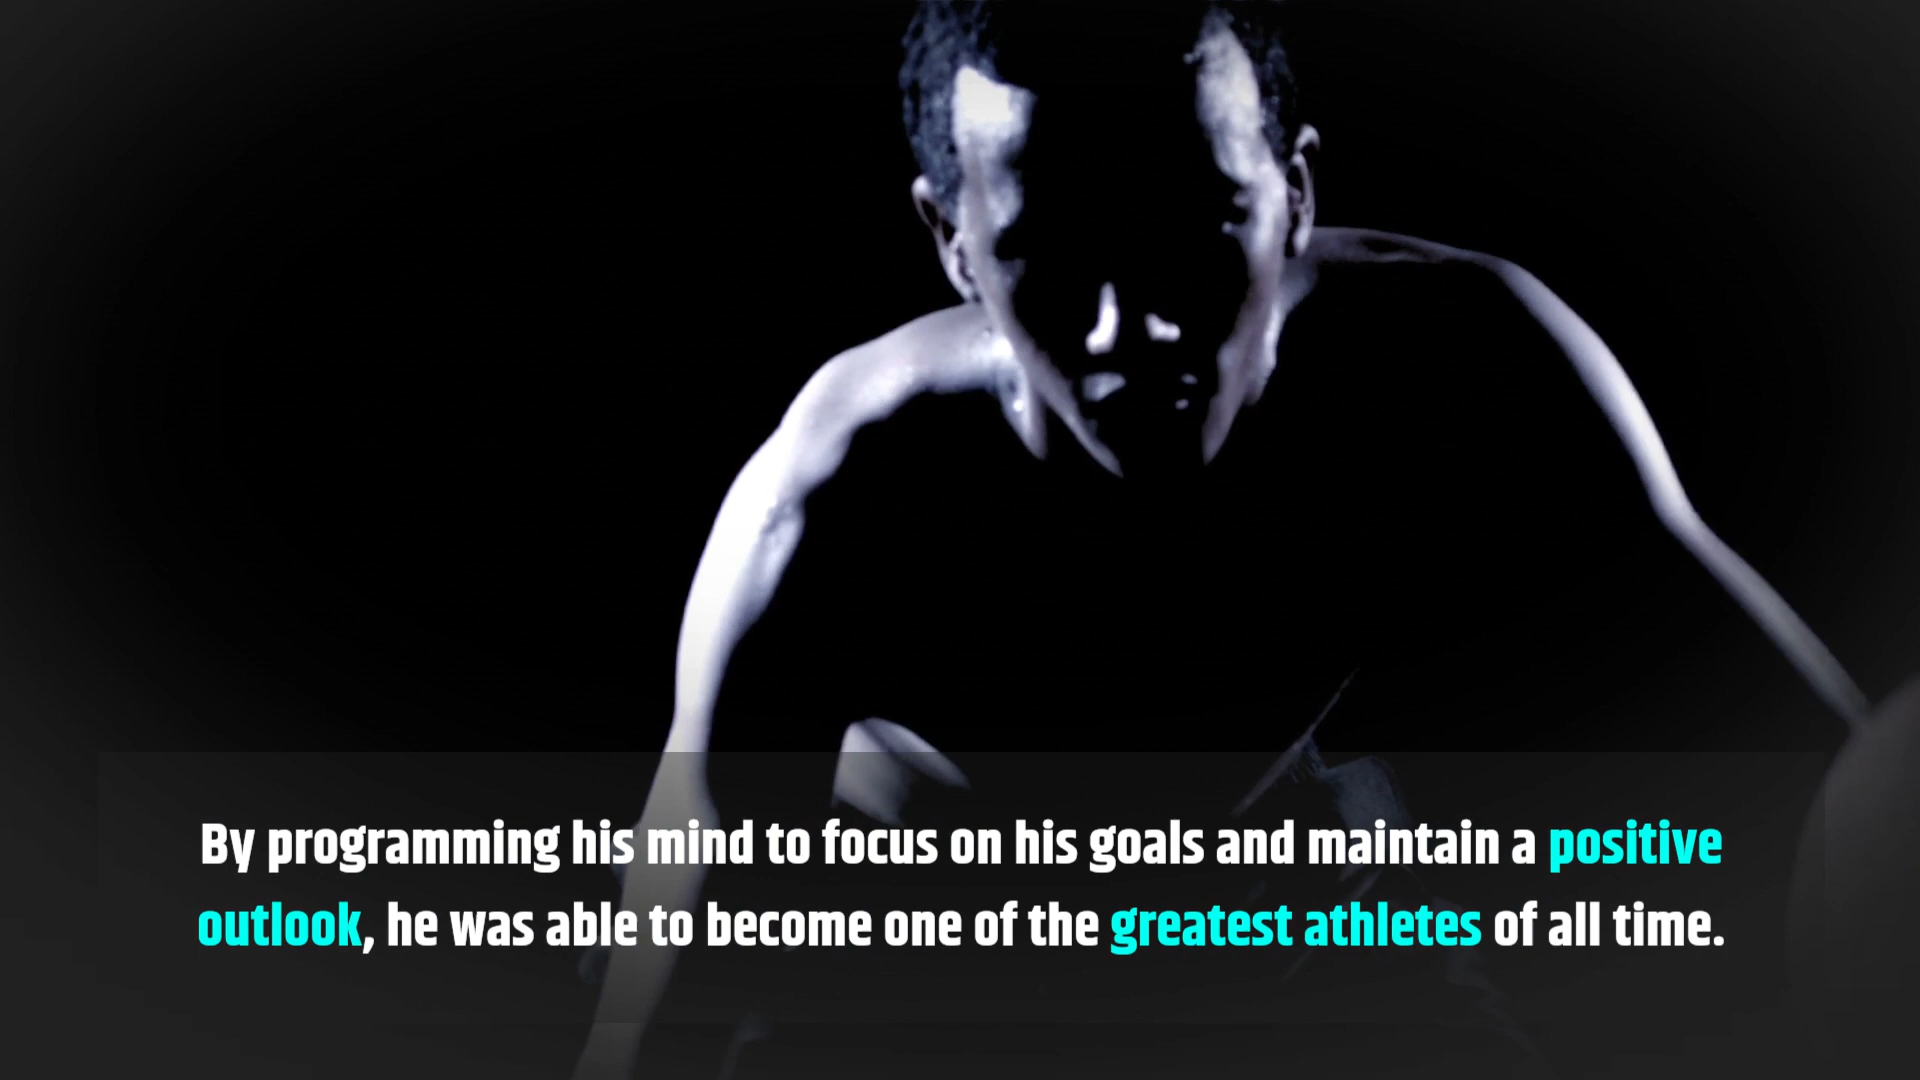 By programming his mind to focus on his goals and maintain a positive
outlook, he was able to become one of the greatest athletes of all time.